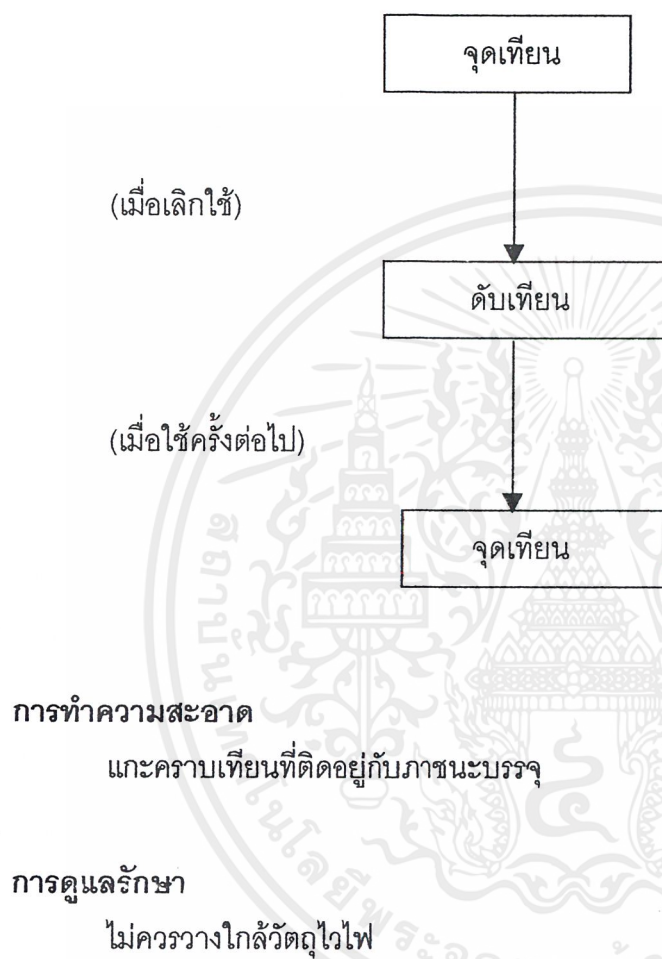 จุดเทียน
(เมื่อเลิกใช้)
ดับเทียน
(เมื่อใช้ครั้งต่อไป)
จุดเทียน
การทำความสะอาด
แกะคราบเทียนที่ติดอยู่กับภาชนะบรรจุ
การดูแลรักษา
ไม่ควรวางใกล้วัตถุไวไฟ